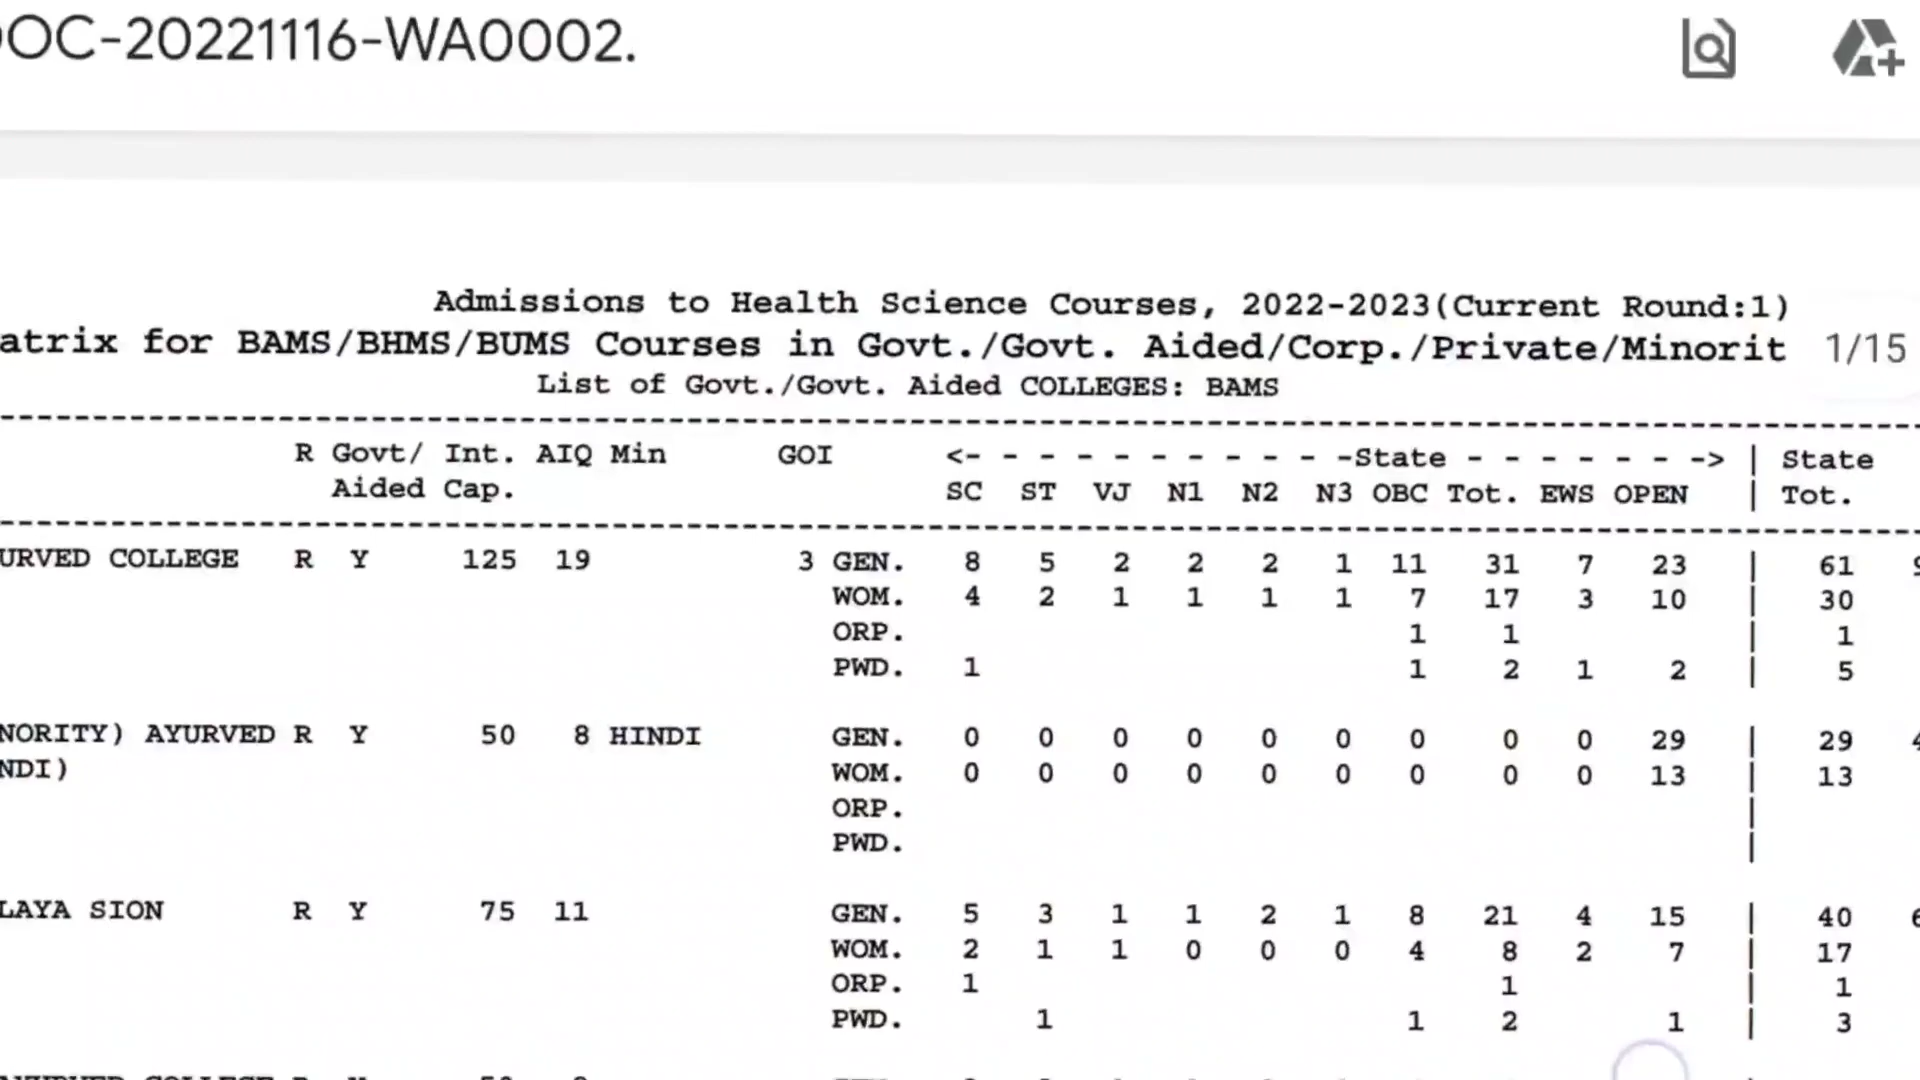 OC-20221116-WA0002.
Admissions to Health Science Courses, 2022-2023(Current Round:1)
atrix for BAMS/BHMS/BUMS Courses in Govt./Govt. Aided/Corp./Private/Minorit 1/15
List of Govt./Govt. Aided COLLEGES: BAMS
R Govt/ Int. AIQ Min GOI <- - - - - - - - - - - -State - - - - - - -> | State
Aided Cap. SC ST VJ N1 N2 N3 OBC Tot. EWS OPEN | Tot.
URVED COLLEGE R Y 125 19 3 GEN. 8 5 2 2 2 1 11 31 7 23 | 61
WOM. 4 2 1 1 1 1 7 17 3 10 | 30
ORP. 1 1 | 1
PWD. 1 1 2 1 2 | 5
NORITY) AYURVED R Y 50 8 HINDI GEN. 0 0 0 0 0 0 0 0 0 29 | 29
NDI) WOM. 0 0 0 0 0 0 0 0 0 13 | 13
ORP. |
PWD. |
LAYA SION R Y 75 11 GEN. 5 3 1 1 2 1 8 21 4 15 | 40
WOM. 2 1 1 0 0 0 4 8 2 7 | 17
ORP. 1 1 | 1
PWD. 1 1 2 1 | 3